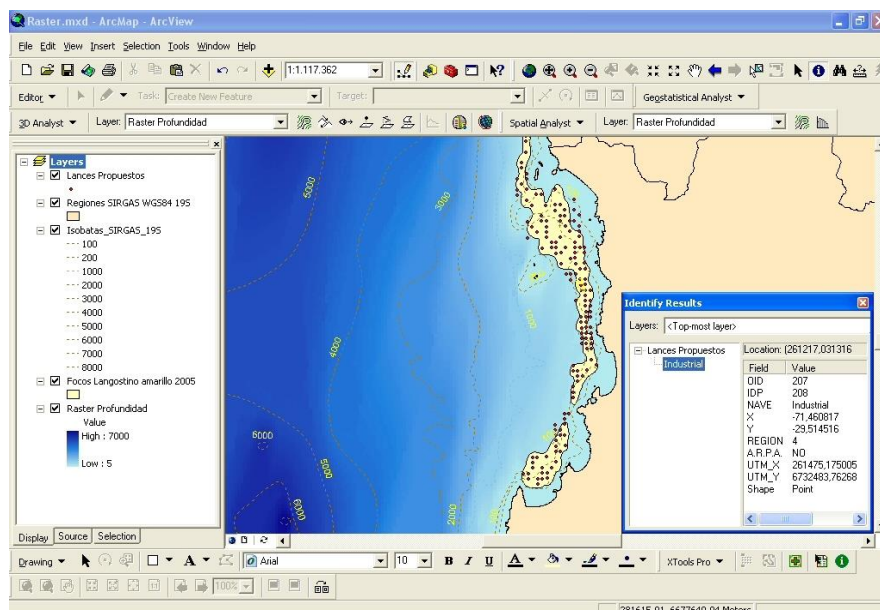 Raster.mxd - ArcMap - ArcView
File Edit View Insert Selection Tools Window Help
1:1.117.362
Editor Task: Create New Feature Target: Geostatistical Analyst
3D Analyst Layer: Raster Profundidad Spatial Analyst Layer: Raster Profundidad
Layers
Lances Propuestos
Regiones SIRGAS WGS84 19S
Isobatas_SIRGAS_19S
100
200
1000
2000
3000
4000
5000
6000
7000
8000
Focos Langostino amarillo 2005
Raster Profundidad
Value
High : 7000
Low : 5
Display Source Selection
5000
3000
4000
1000
6000
5000
6000
2000
Identify Results
Layers: <Top-most layer>
Lances Propuestos
Industrial
Location: (261217,031316
Field Value
OID 207
IDP 208
NAVE Industrial
X -71,460817
Y -29,514516
REGION 4
A.R.P.A. NO
UTM_X 261475,175005
UTM_Y 6732483,76268
Shape Point
Drawing A Arial 10 B I U A XTools Pro
100%